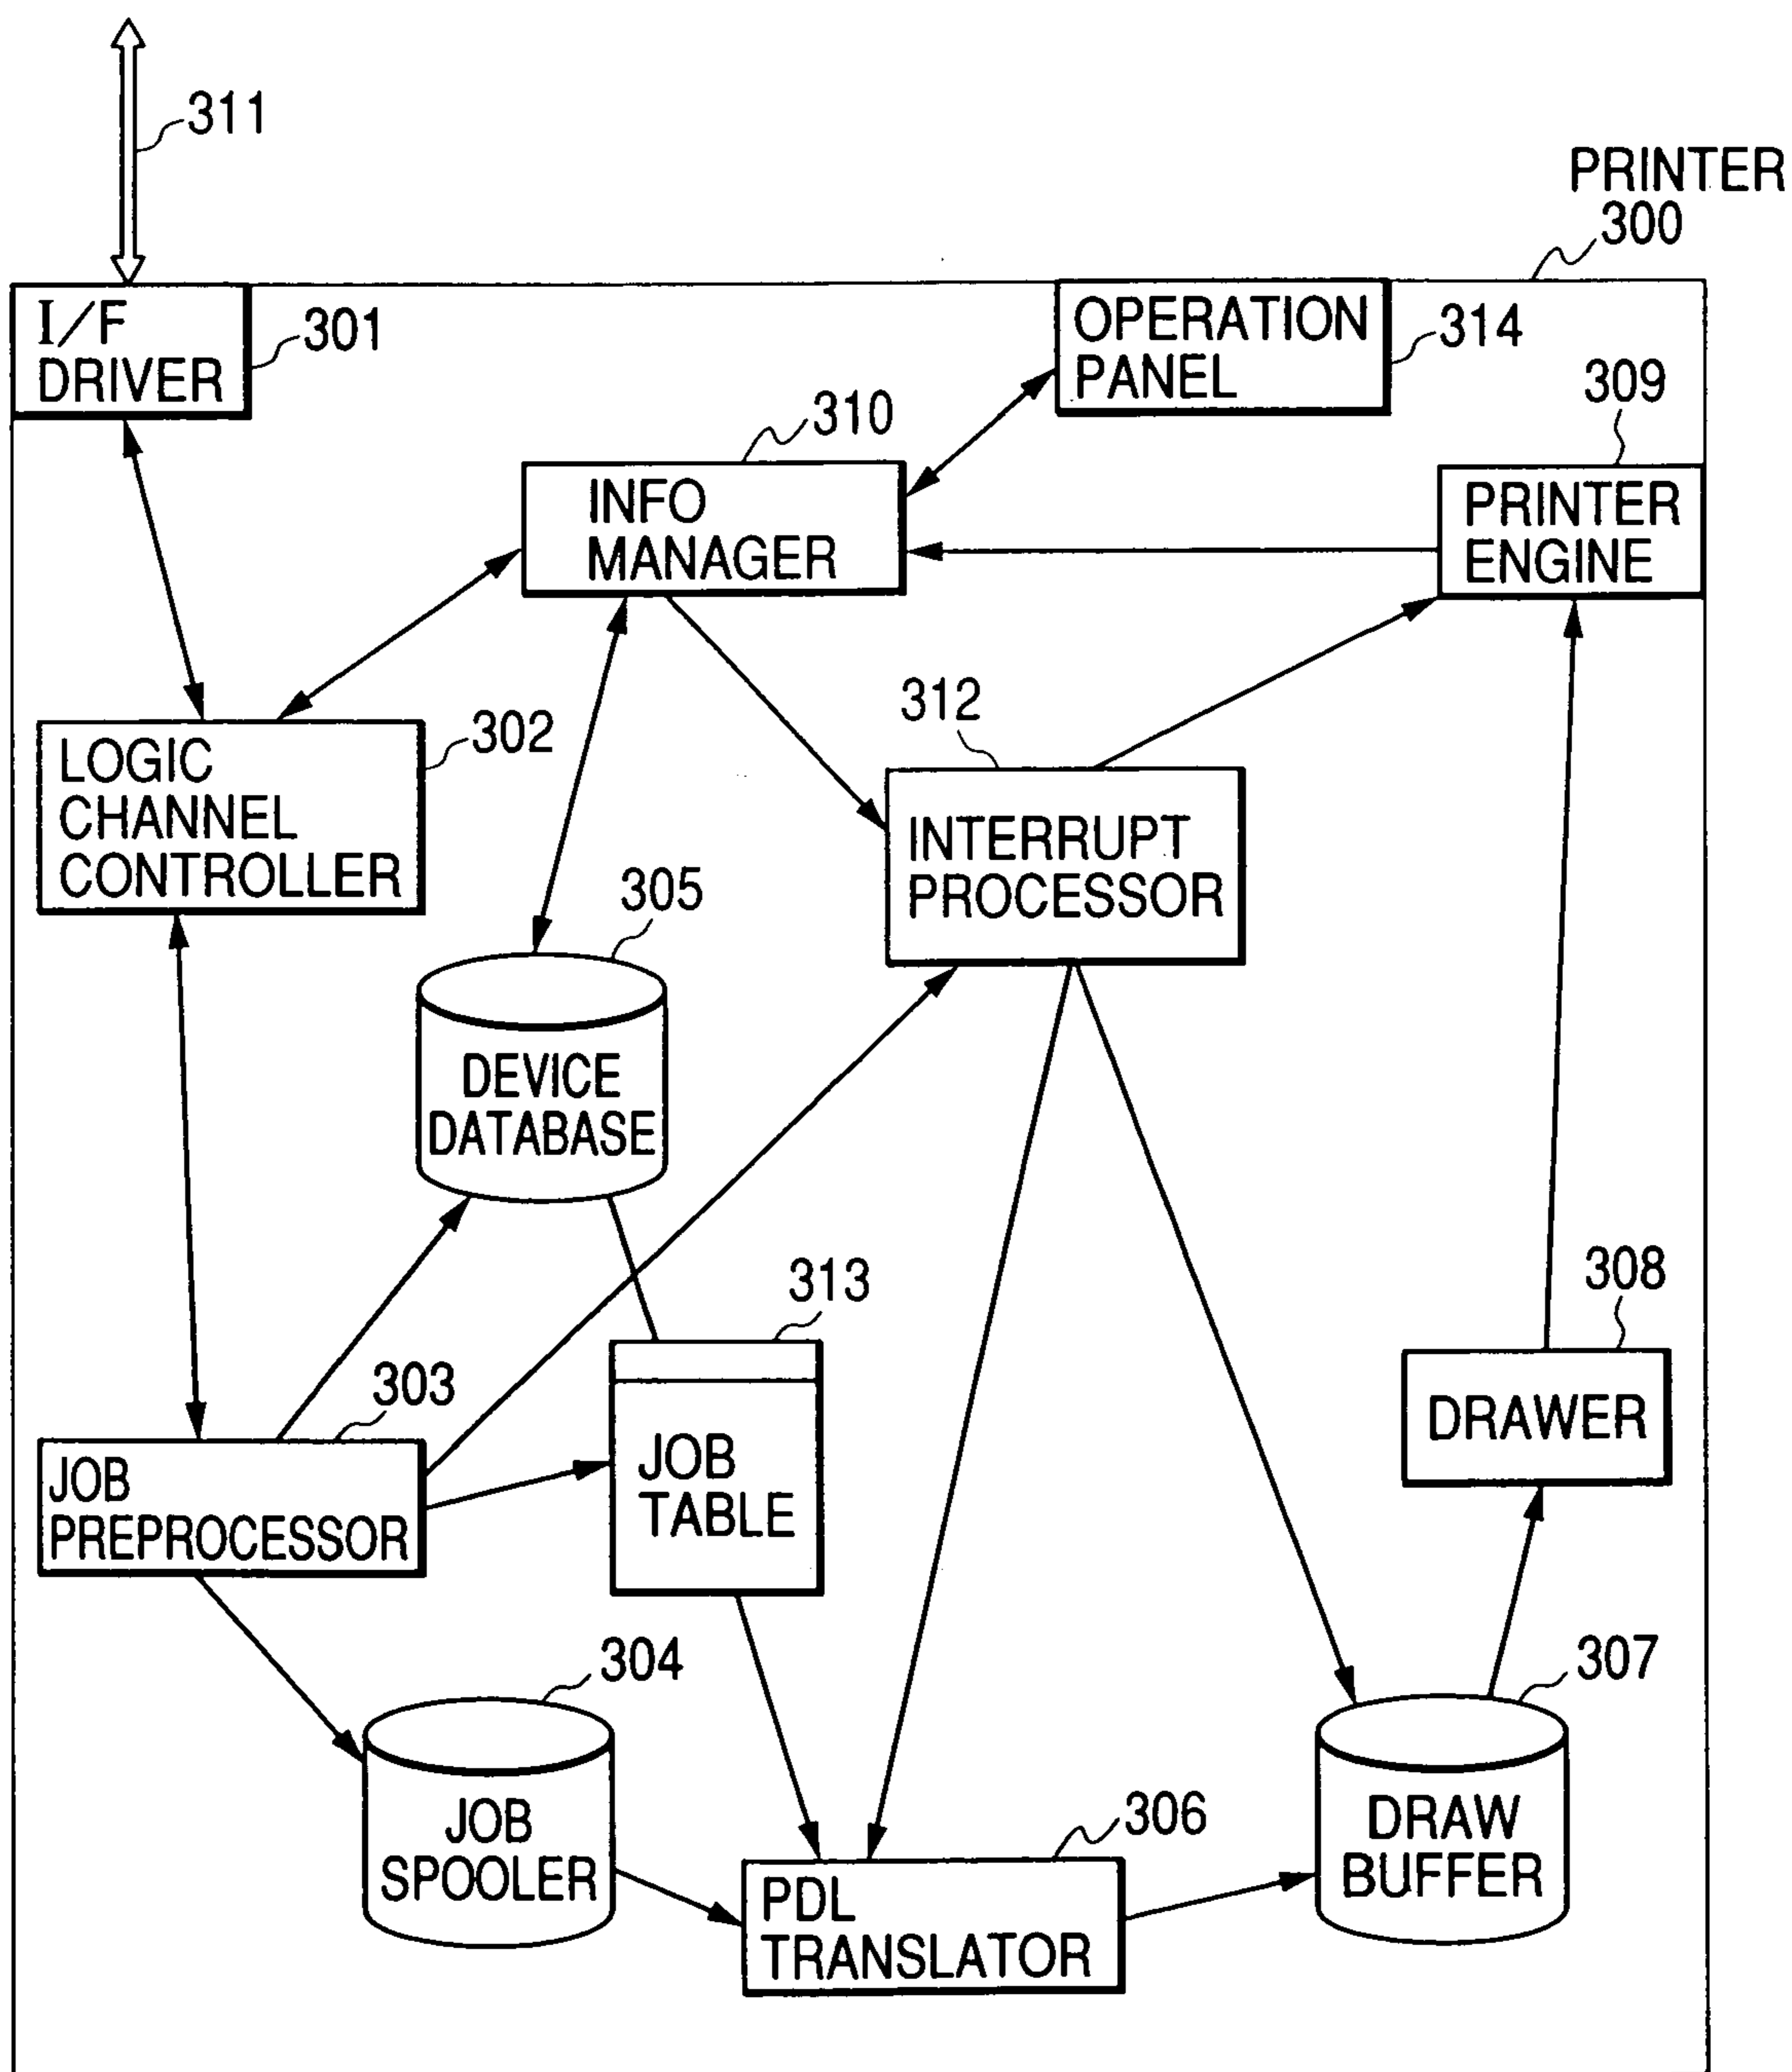 311
PRINTER
300
I/F
DRIVER
301
OPERATION
PANEL
314
309
310
INFO
MANAGER
PRINTER
ENGINE
312
LOGIC
CHANNEL
CONTROLLER
302
INTERRUPT
PROCESSOR
305
DEVICE
DATABASE
313
308
303
DRAWER
JOB
PREPROCESSOR
JOB
TABLE
304
307
JOB
SPOOLER
306
DRAW
BUFFER
PDL
TRANSLATOR